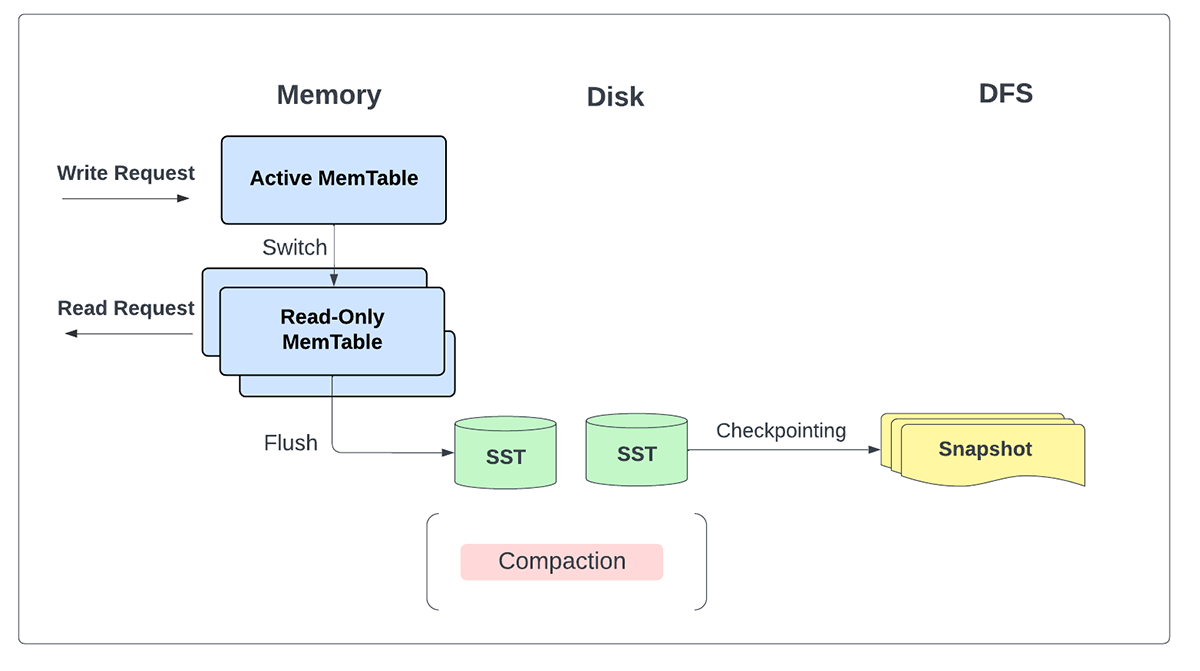 Memory
Disk
DFS
Write Request
Active MemTable
Switch
Read Request
Read-Only
MemTable
Flush
SST
SST
Checkpointing
Snapshot
Compaction